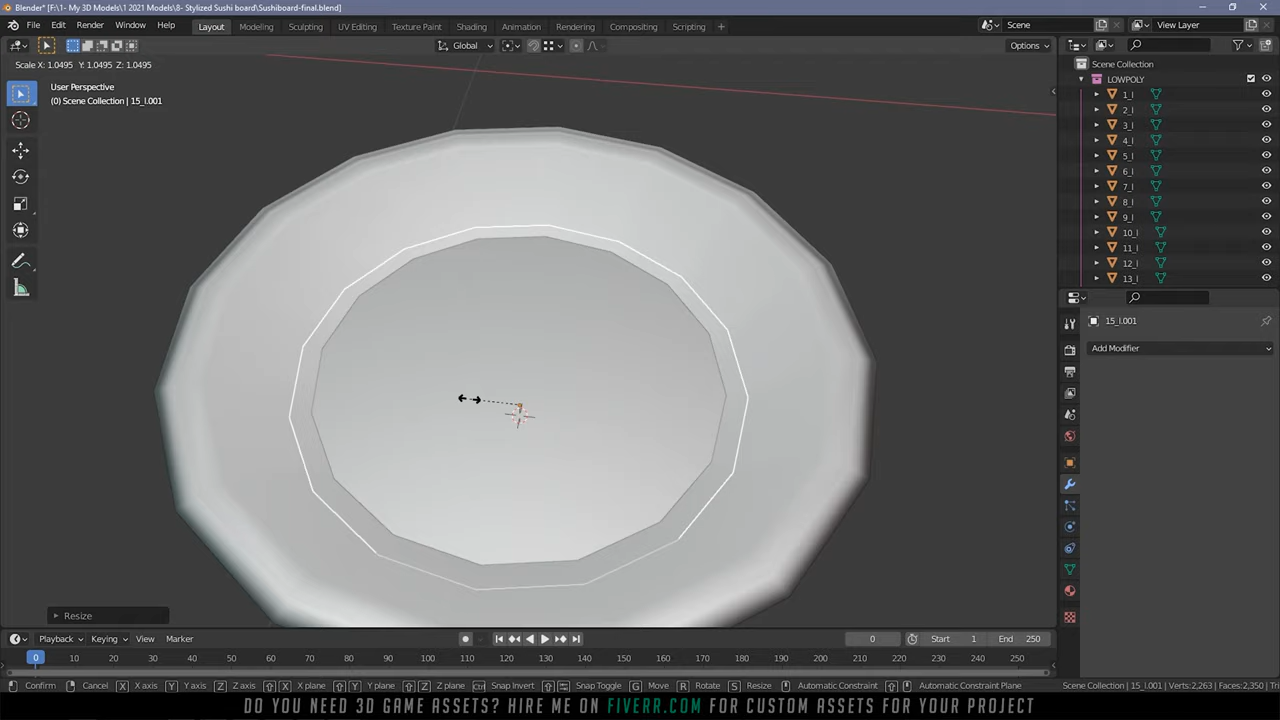 Blender* [F:\1- My 3D Models\1 2021 Models\8- Stylized Sushi board\Sushiboard-final.blend]
File Edit Render Window Help Layout Modeling Sculpting UV Editing Texture Paint Shading Animation Rendering Compositing Scripting + Scene View Layer
Global Options
Scale X: 1.0495 Y: 1.0495 Z: 1.0495
User Perspective
(0) Scene Collection | 15_l.001
Scene Collection
LOWPOLY
1_l
2_l
3_l
4_l
5_l
6_l
7_l
8_l
9_l
10_l
11_l
12_l
13_l
15_l.001
Add Modifier
Resize
Playback Keying View Marker 0 Start 1 End 250
0 10 20 30 40 50 60 70 80 90 100 110 120 130 140 150 160 170 180 190 200 210 220 230 240 250
Confirm Cancel X X axis Y Y axis Z Z axis X X plane Y Y plane Z Z plane Ctrl Snap Invert Snap Toggle G Move R Rotate S Resize Automatic Constraint Automatic Constraint Plane Scene Collection | 15_l.001 | Verts:2,263 | Faces:2,350 | Tri
DO YOU NEED 3D GAME ASSETS? HIRE ME ON FIVERR.COM FOR CUSTOM ASSETS FOR YOUR PROJECT